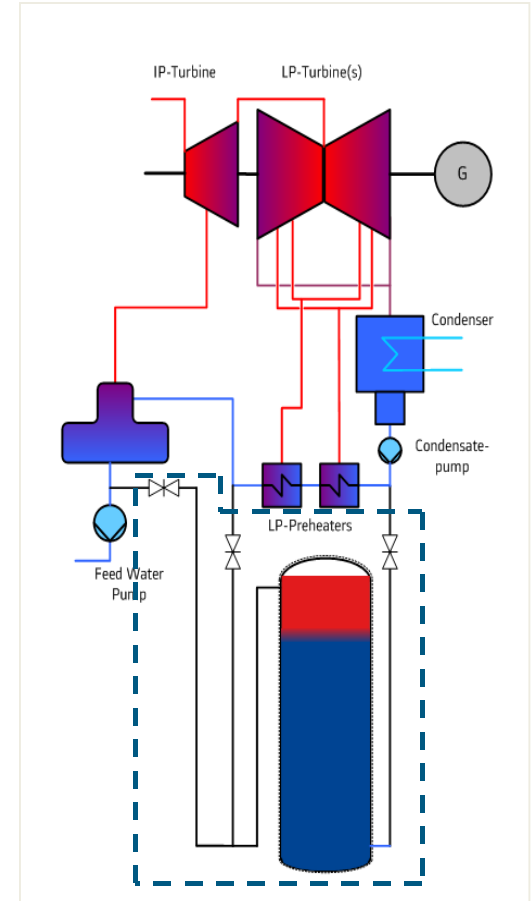 IP-Turbine
LP-Turbine(s)
G
Condenser
Condensate-
pump
LP-Preheaters
Feed Water
Pump